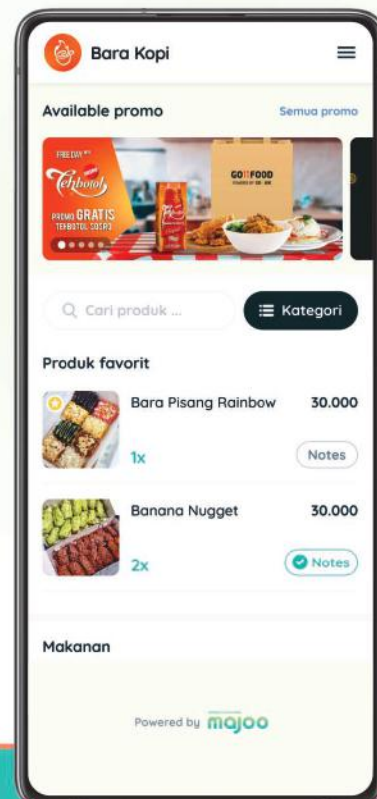 Bara Kopi
Available promo
Semua promo
FREE DAY
Tehbotol
PROMO GRATIS
TEHBOTOL SOSRO
GOFOOD
Cari produk ...
Kategori
Produk favorit
Bara Pisang Rainbow
30.000
1x
Notes
Banana Nugget
30.000
2x
Notes
Makanan
Powered by majoo